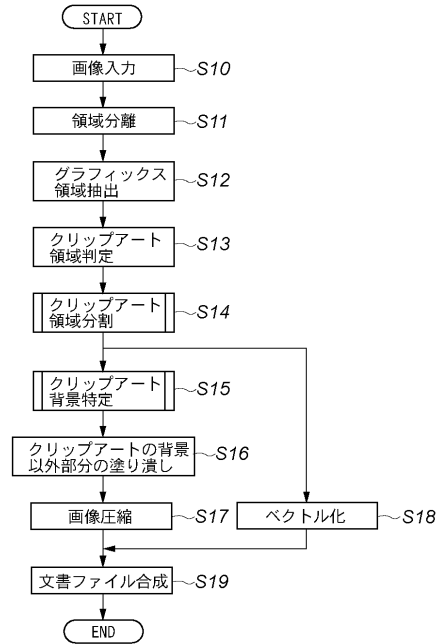 START
画像入力
S10
領域分離
S11
グラフィックス
領域抽出
S12
クリップアート
領域判定
S13
クリップアート
領域分割
S14
クリップアート
背景特定
S15
クリップアートの背景
以外部分の塗り潰し
S16
画像圧縮
S17
ベクトル化
S18
文書ファイル合成
S19
END